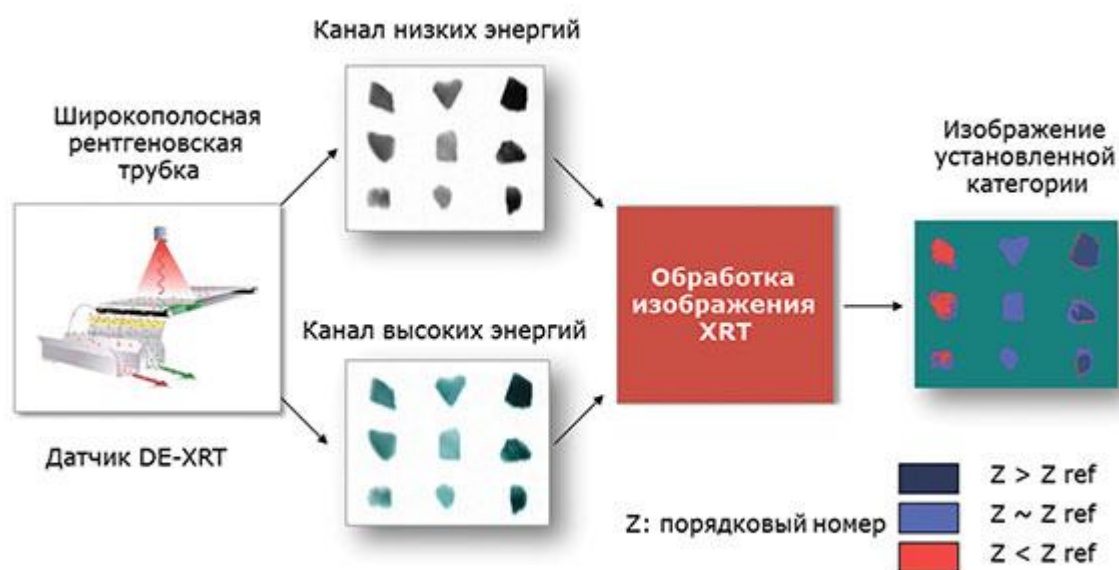 Канал низких энергий
Широкополосная
рентгеновская
трубка
Изображение
установленной
категории
Обработка
изображения
XRT
Канал высоких энергий
Датчик DE-XRT
Z: порядковый номер
Z > Z ref
Z ~ Z ref
Z < Z ref